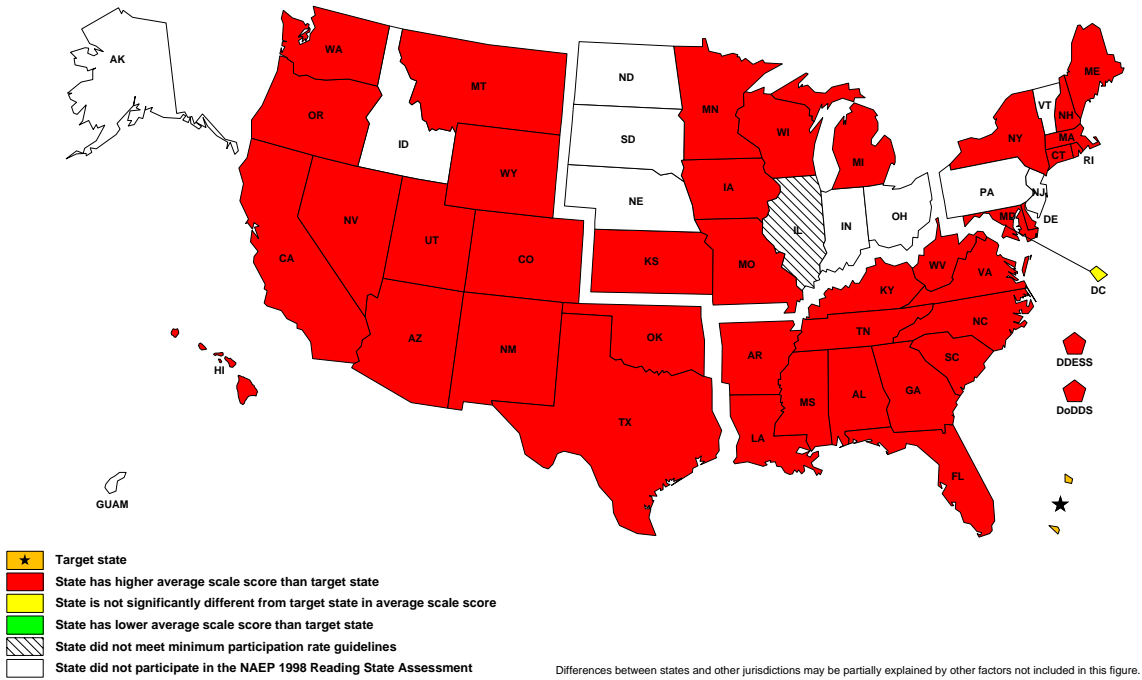 AK
WA
MT
ND
MN
ME
VT
NH
OR
ID
SD
WI
NY
MA
CT
RI
WY
MI
IA
PA
NJ
NE
OH
NV
IL
IN
MD
DE
UT
CA
CO
KS
MO
WV
VA
DC
KY
NC
TN
AZ
NM
OK
AR
SC
DDESS
HI
MS
AL
GA
DoDDS
TX
LA
FL
GUAM
Target state
State has higher average scale score than target state
State is not significantly different from target state in average scale score
State has lower average scale score than target state
State did not meet minimum participation rate guidelines
State did not participate in the NAEP 1998 Reading State Assessment
Differences between states and other jurisdictions may be partially explained by other factors not included in this figure.